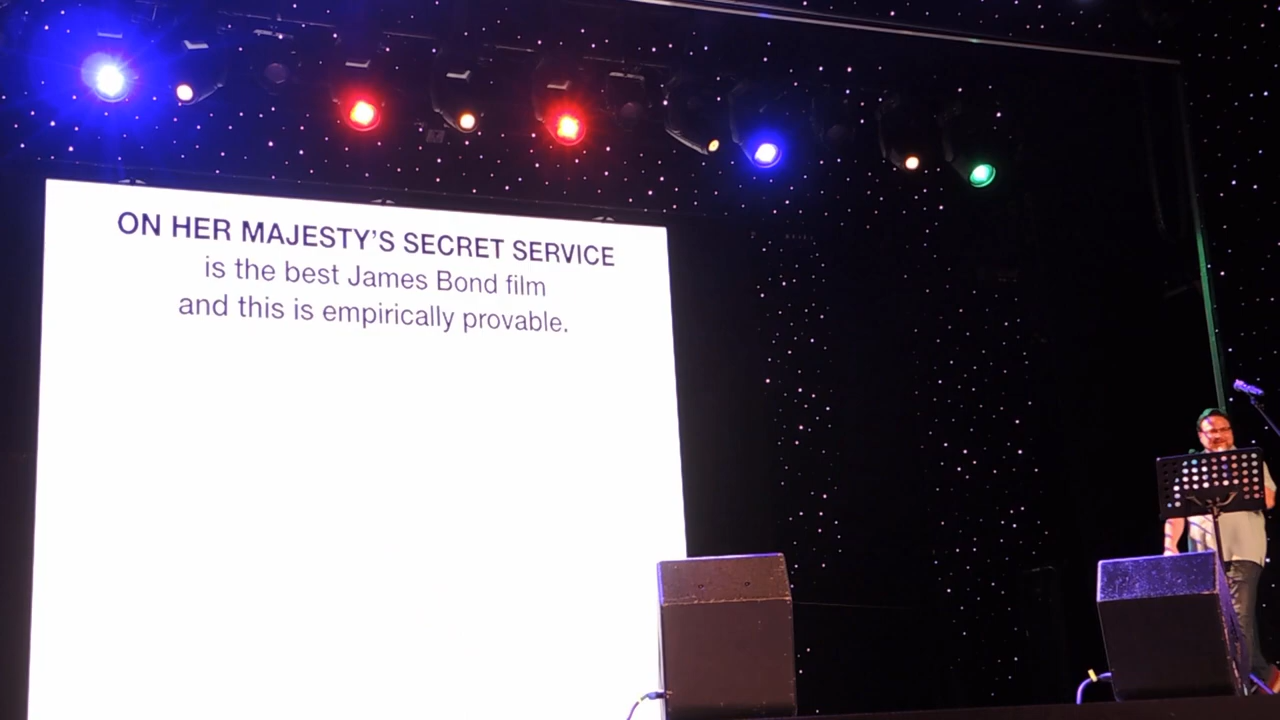 ON HER MAJESTY'S SECRET SERVICE
is the best James Bond film
and this is empirically provable.